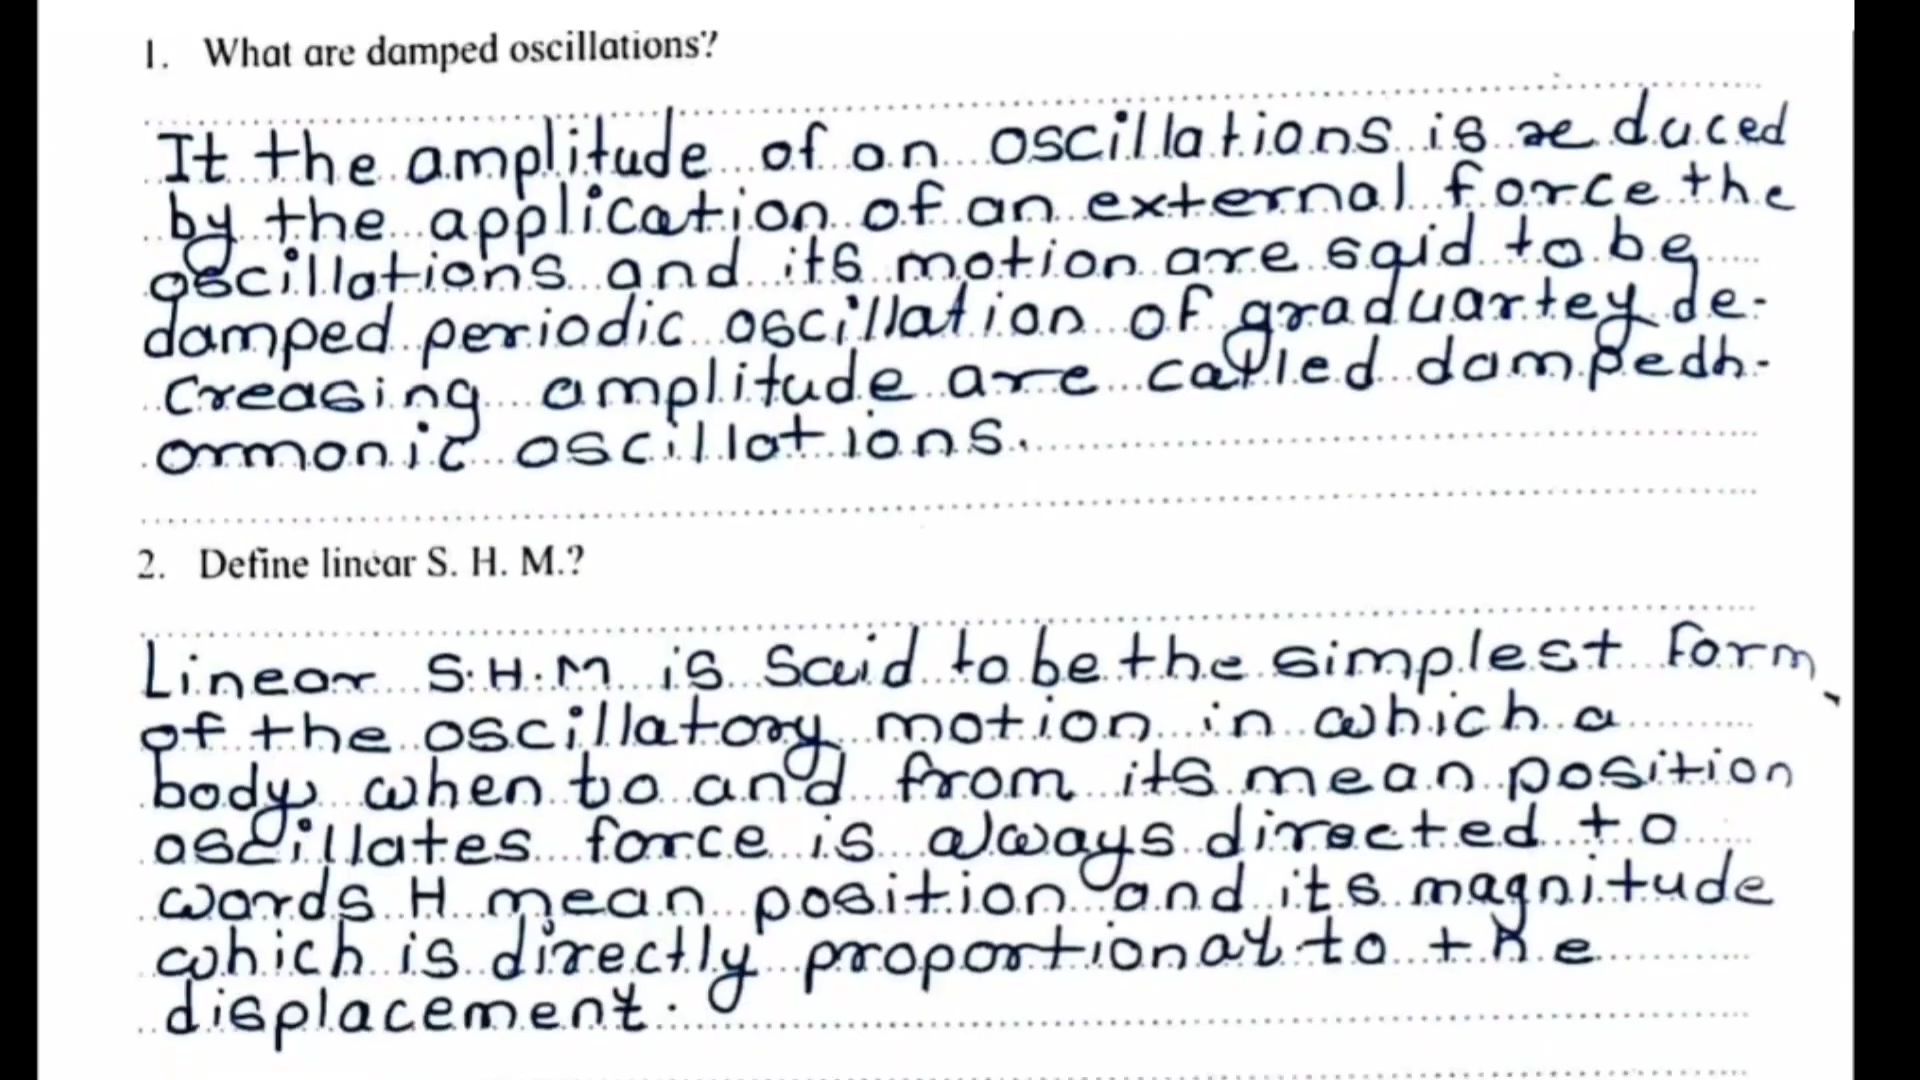 1. What are damped oscillations?
It the amplitude of an oscillations is reduced
by the application of an external force the
oscillations and its motion are said to be
damped periodic oscillation of graduartey de-
creasing amplitude are called dampedh-
armonic oscillations.
2. Define linear S. H. M.?
Linear S.H.M is said to be the simplest form
of the oscillatory motion in which a
body when to and from its mean position
oscillates force is always directed to
words H mean position and its magnitude
which is directly proportional to the
displacement.